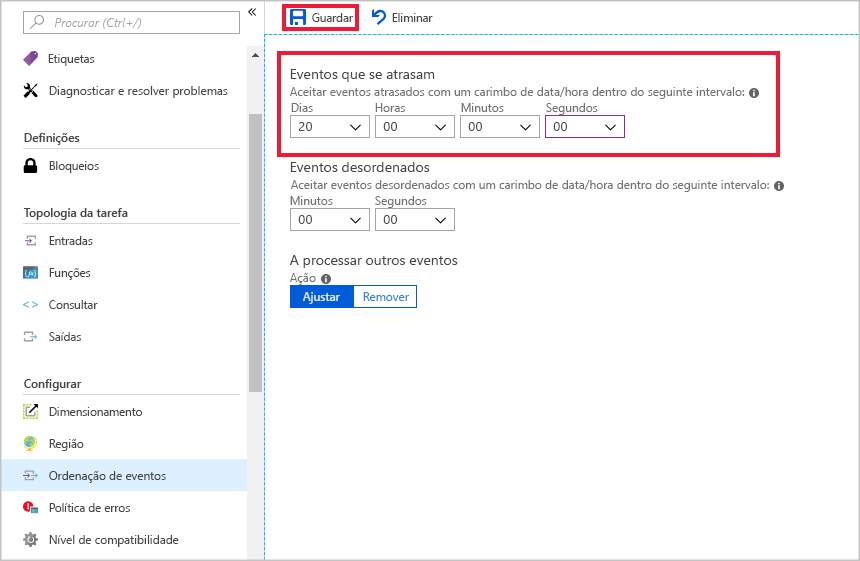 Procurar (Ctrl+/)
«
Etiquetas
Diagnosticar e resolver problemas
Definições
Bloqueios
Topologia da tarefa
Entradas
Funções
<> Consultar
Saídas
Configurar
Dimensionamento
Região
Ordenação de eventos
Política de erros
Nível de compatibilidade
Guardar Eliminar
Eventos que se atrasam
Aceitar eventos atrasados com um carimbo de data/hora dentro do seguinte intervalo:
Dias Horas Minutos Segundos
20 00 00 00
Eventos desordenados
Aceitar eventos desordenados com um carimbo de data/hora dentro do seguinte intervalo:
Minutos Segundos
00 00
A processar outros eventos
Ação
Ajustar Remover